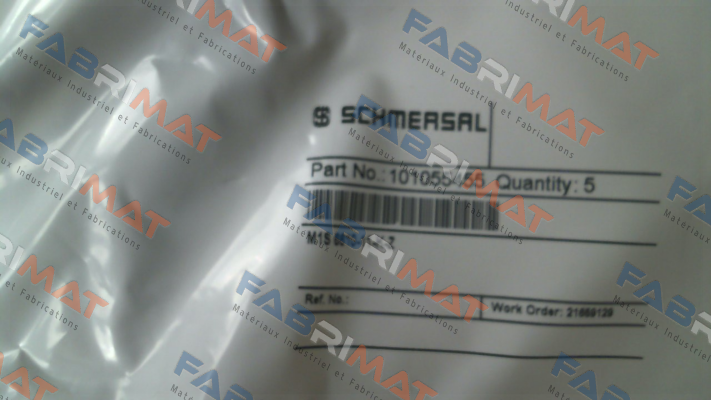 SCHMERSAL
Part No.: 101055455 Quantity: 5
Ref. No.:
Work Order: 21669129
FABRIMAT
Materiaux Industriel et Fabrications